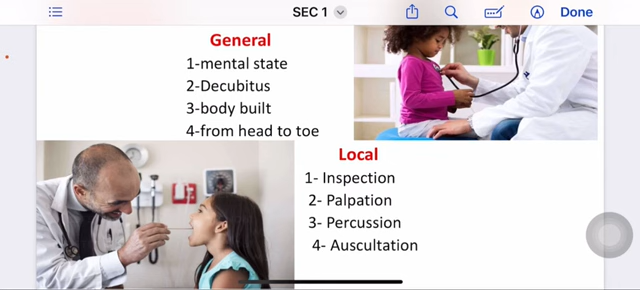 SEC 1
Done
General
1-mental state
2-Decubitus
3-body built
4-from head to toe
Local
1- Inspection
2- Palpation
3- Percussion
4- Auscultation